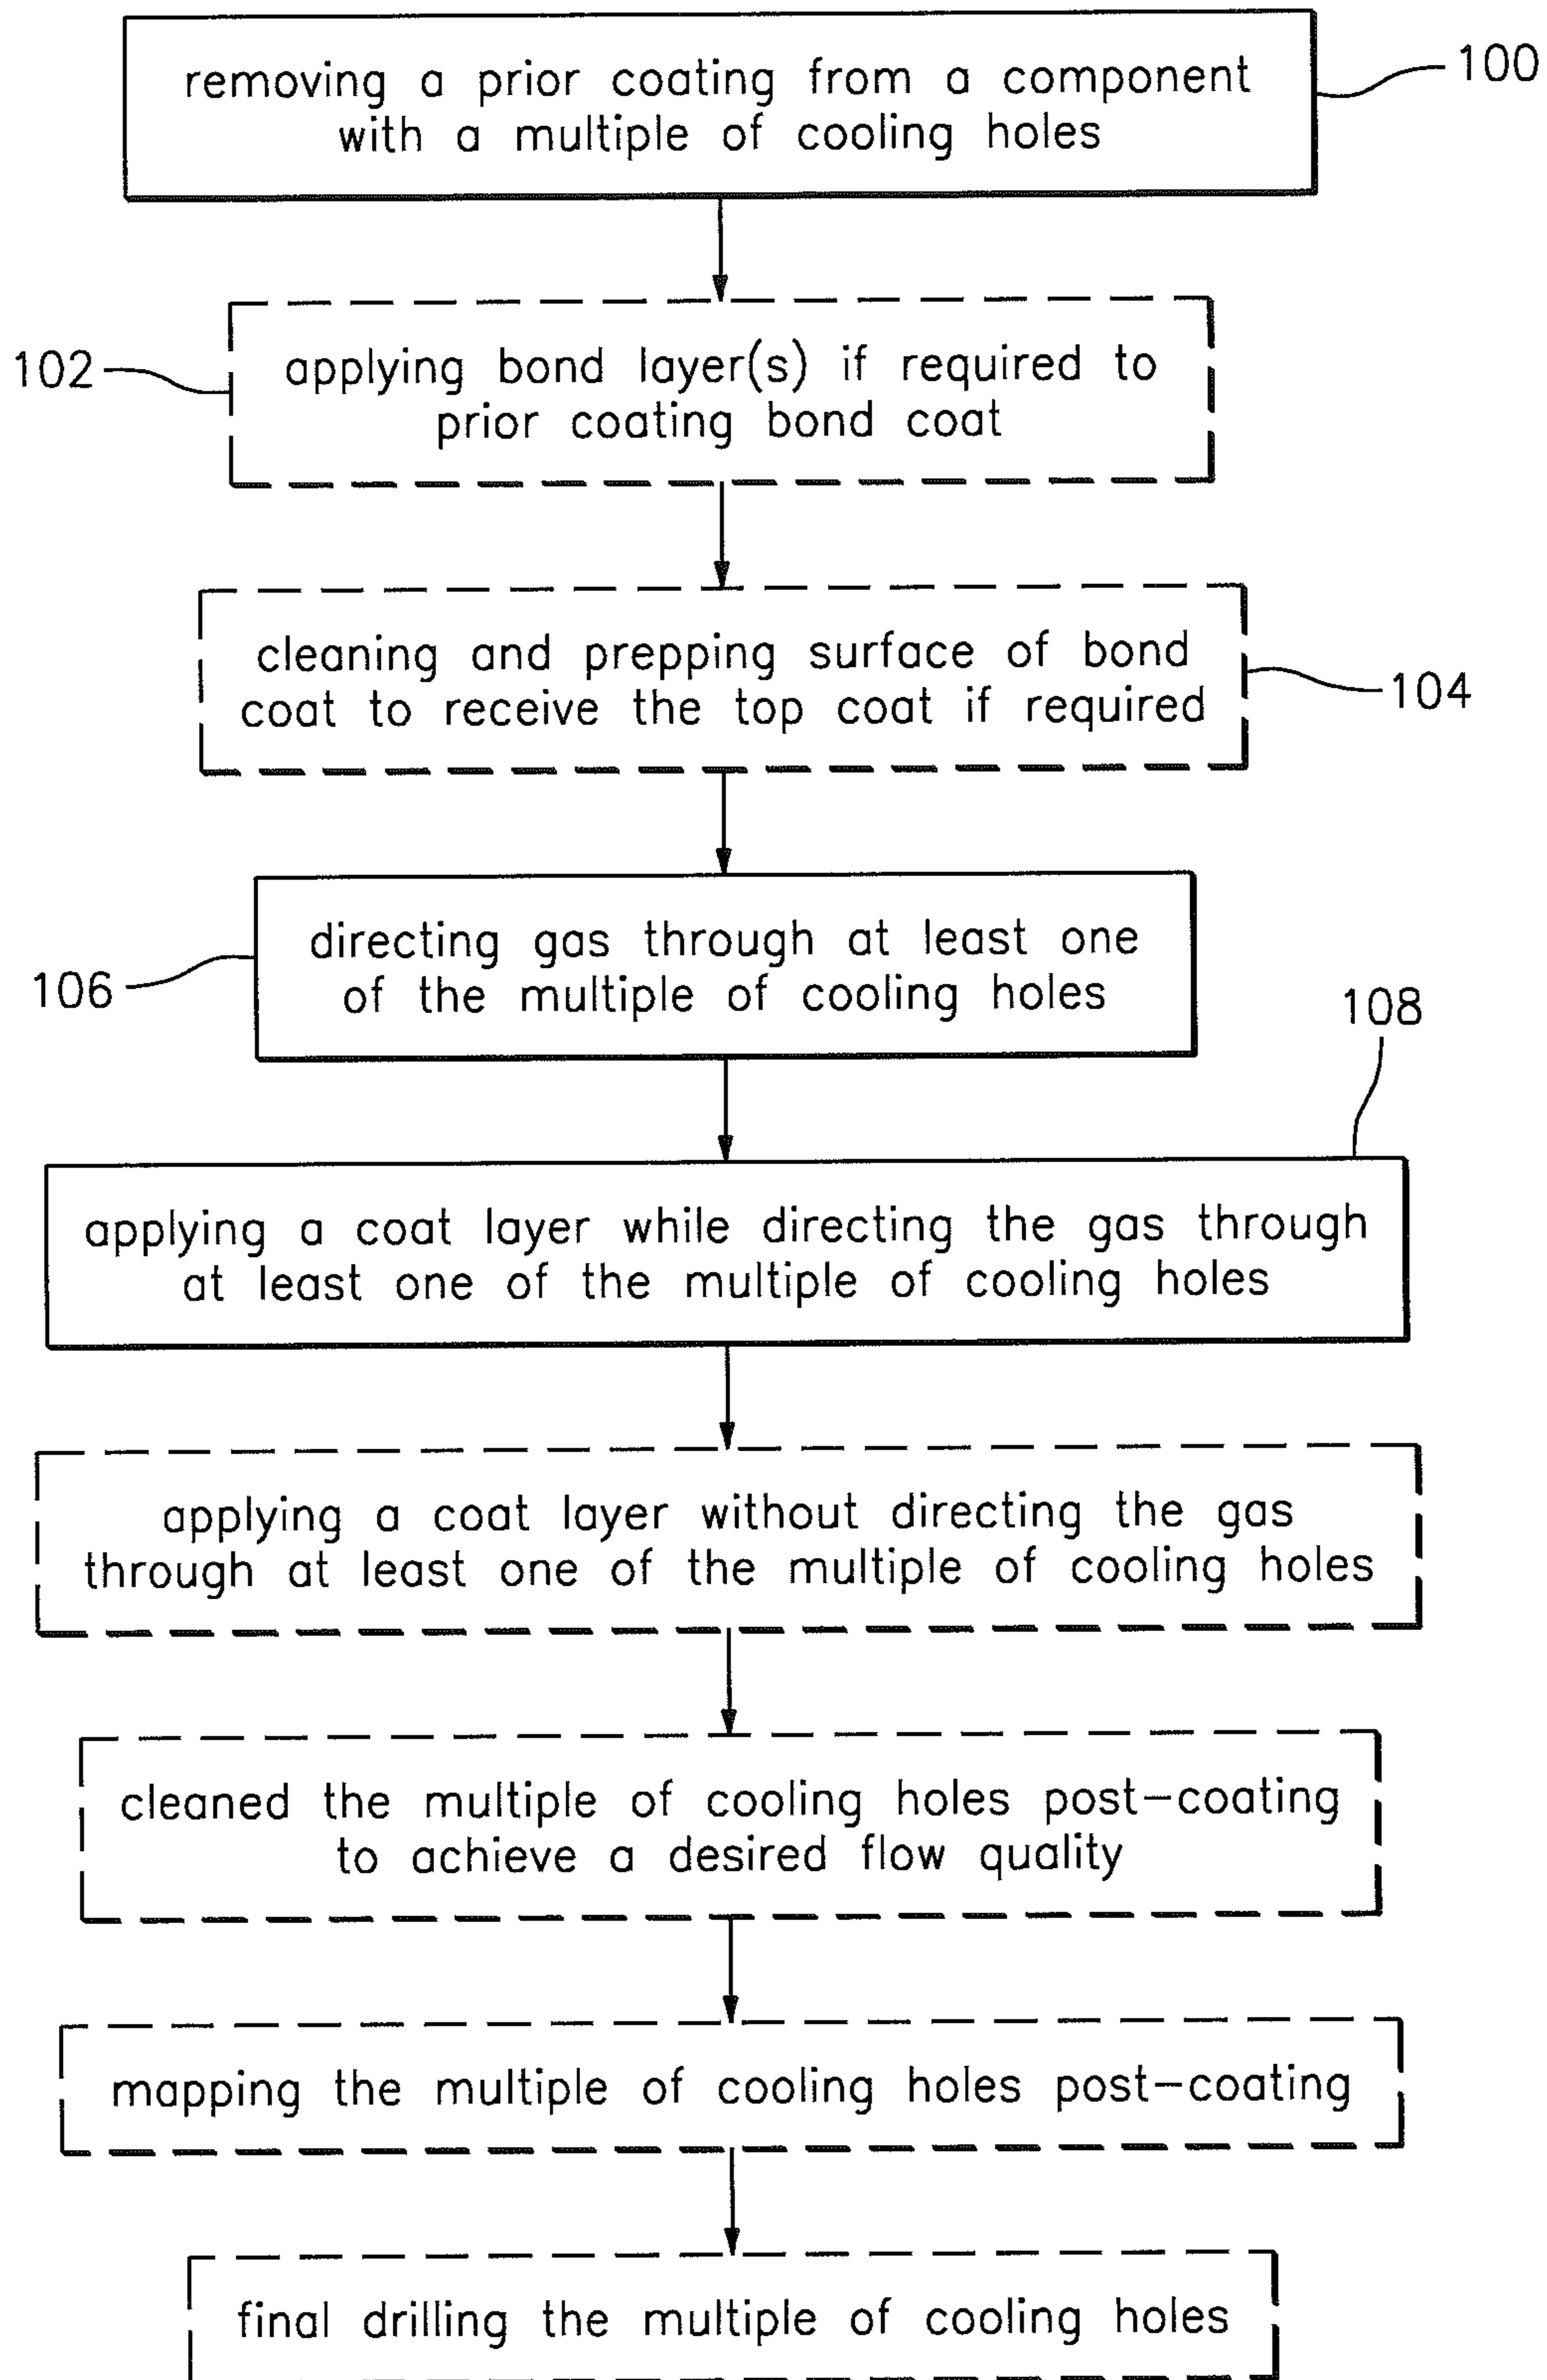 removing a prior coating from a component
with a multiple of cooling holes
100
applying bond layer(s) if required to
prior coating bond coat
102
cleaning and prepping surface of bond
coat to receive the top coat if required
104
directing gas through at least one
of the multiple of cooling holes
106
108
applying a coat layer while directing the gas through
at least one of the multiple of cooling holes
applying a coat layer without directing the gas
through at least one of the multiple of cooling holes
cleaned the multiple of cooling holes post-coating
to achieve a desired flow quality
mapping the multiple of cooling holes post-coating
final drilling the multiple of cooling holes